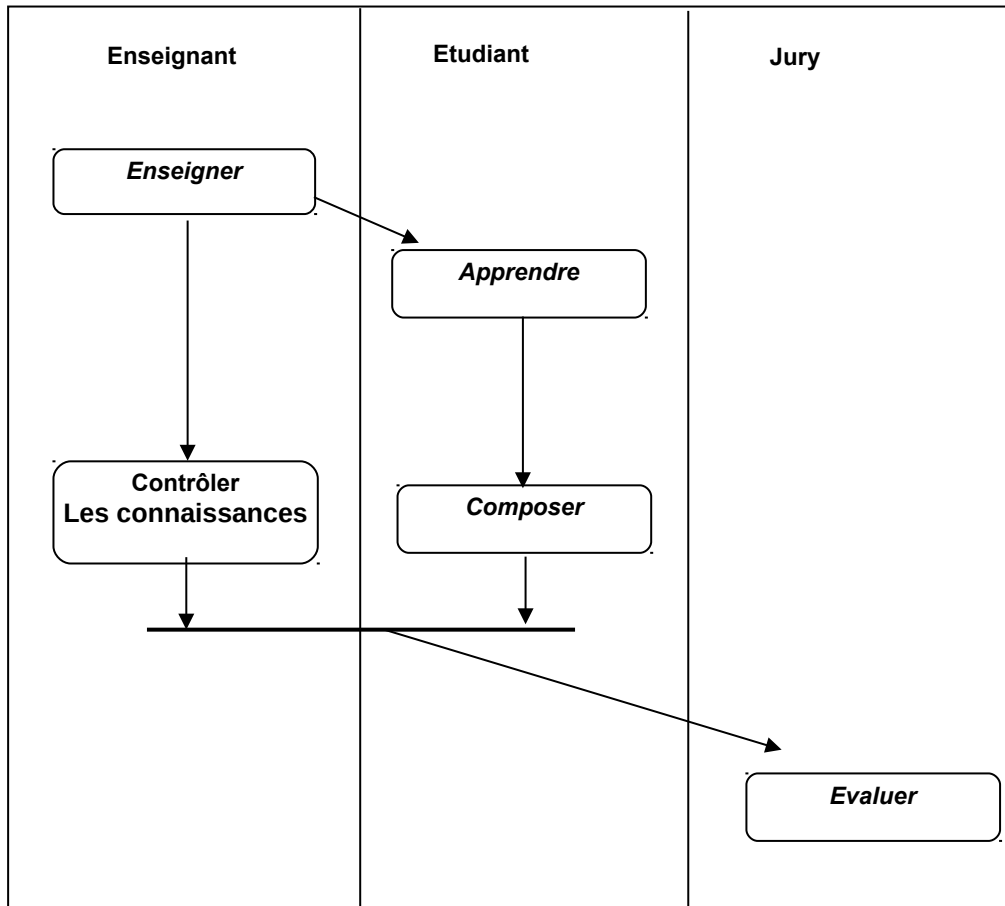 Enseignant
Etudiant
Jury
Enseigner
Apprendre
Contrôler
Les connaissances
Composer
Evaluer